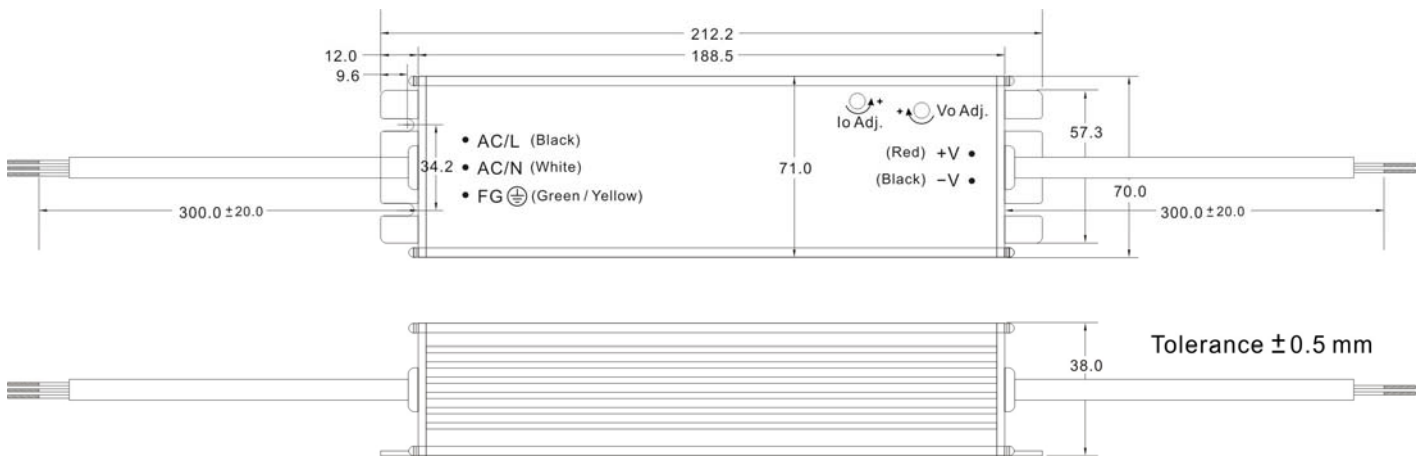 212.2
12.0
188.5
9.6
Io Adj.
+
+
Vo Adj.
• AC/L (Black)
• AC/N (White)
• FG (Green / Yellow)
34.2
71.0
(Red) +V •
(Black) −V •
57.3
70.0
300.0 ±20.0
300.0 ±20.0
Tolerance ±0.5 mm
38.0